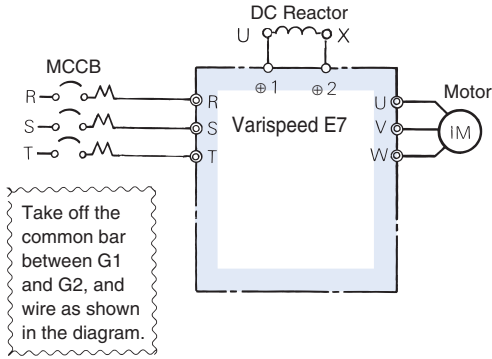 DC Reactor
U X
MCCB
⊕1 ⊕2
Motor
R R U
S S Varispeed E7 V IM
T T W
Take off the
common bar
between G1
and G2, and
wire as shown
in the diagram.